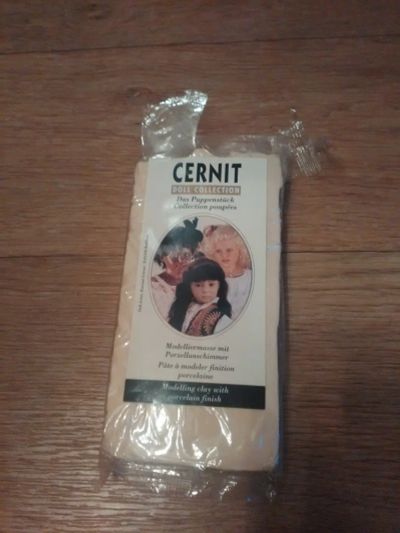 CERNIT
DOLL COLLECTION
Das Puppenstück
Collection poupées
Modelliermasse mit
Porzellanschimmer
Pâte à modeler finition
porcelaine
Modelling clay with
porcelain finish